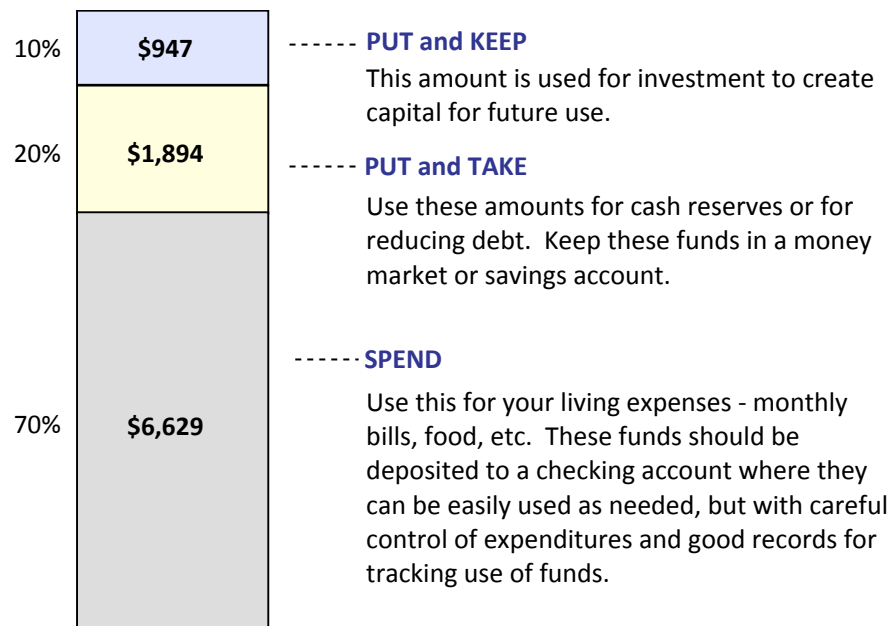 10%
$947
PUT and KEEP
This amount is used for investment to create
capital for future use.
20%
$1,894
PUT and TAKE
Use these amounts for cash reserves or for
reducing debt.  Keep these funds in a money
market or savings account.
SPEND
70%
$6,629
Use this for your living expenses - monthly
bills, food, etc.  These funds should be
deposited to a checking account where they
can be easily used as needed, but with careful
control of expenditures and good records for
tracking use of funds.